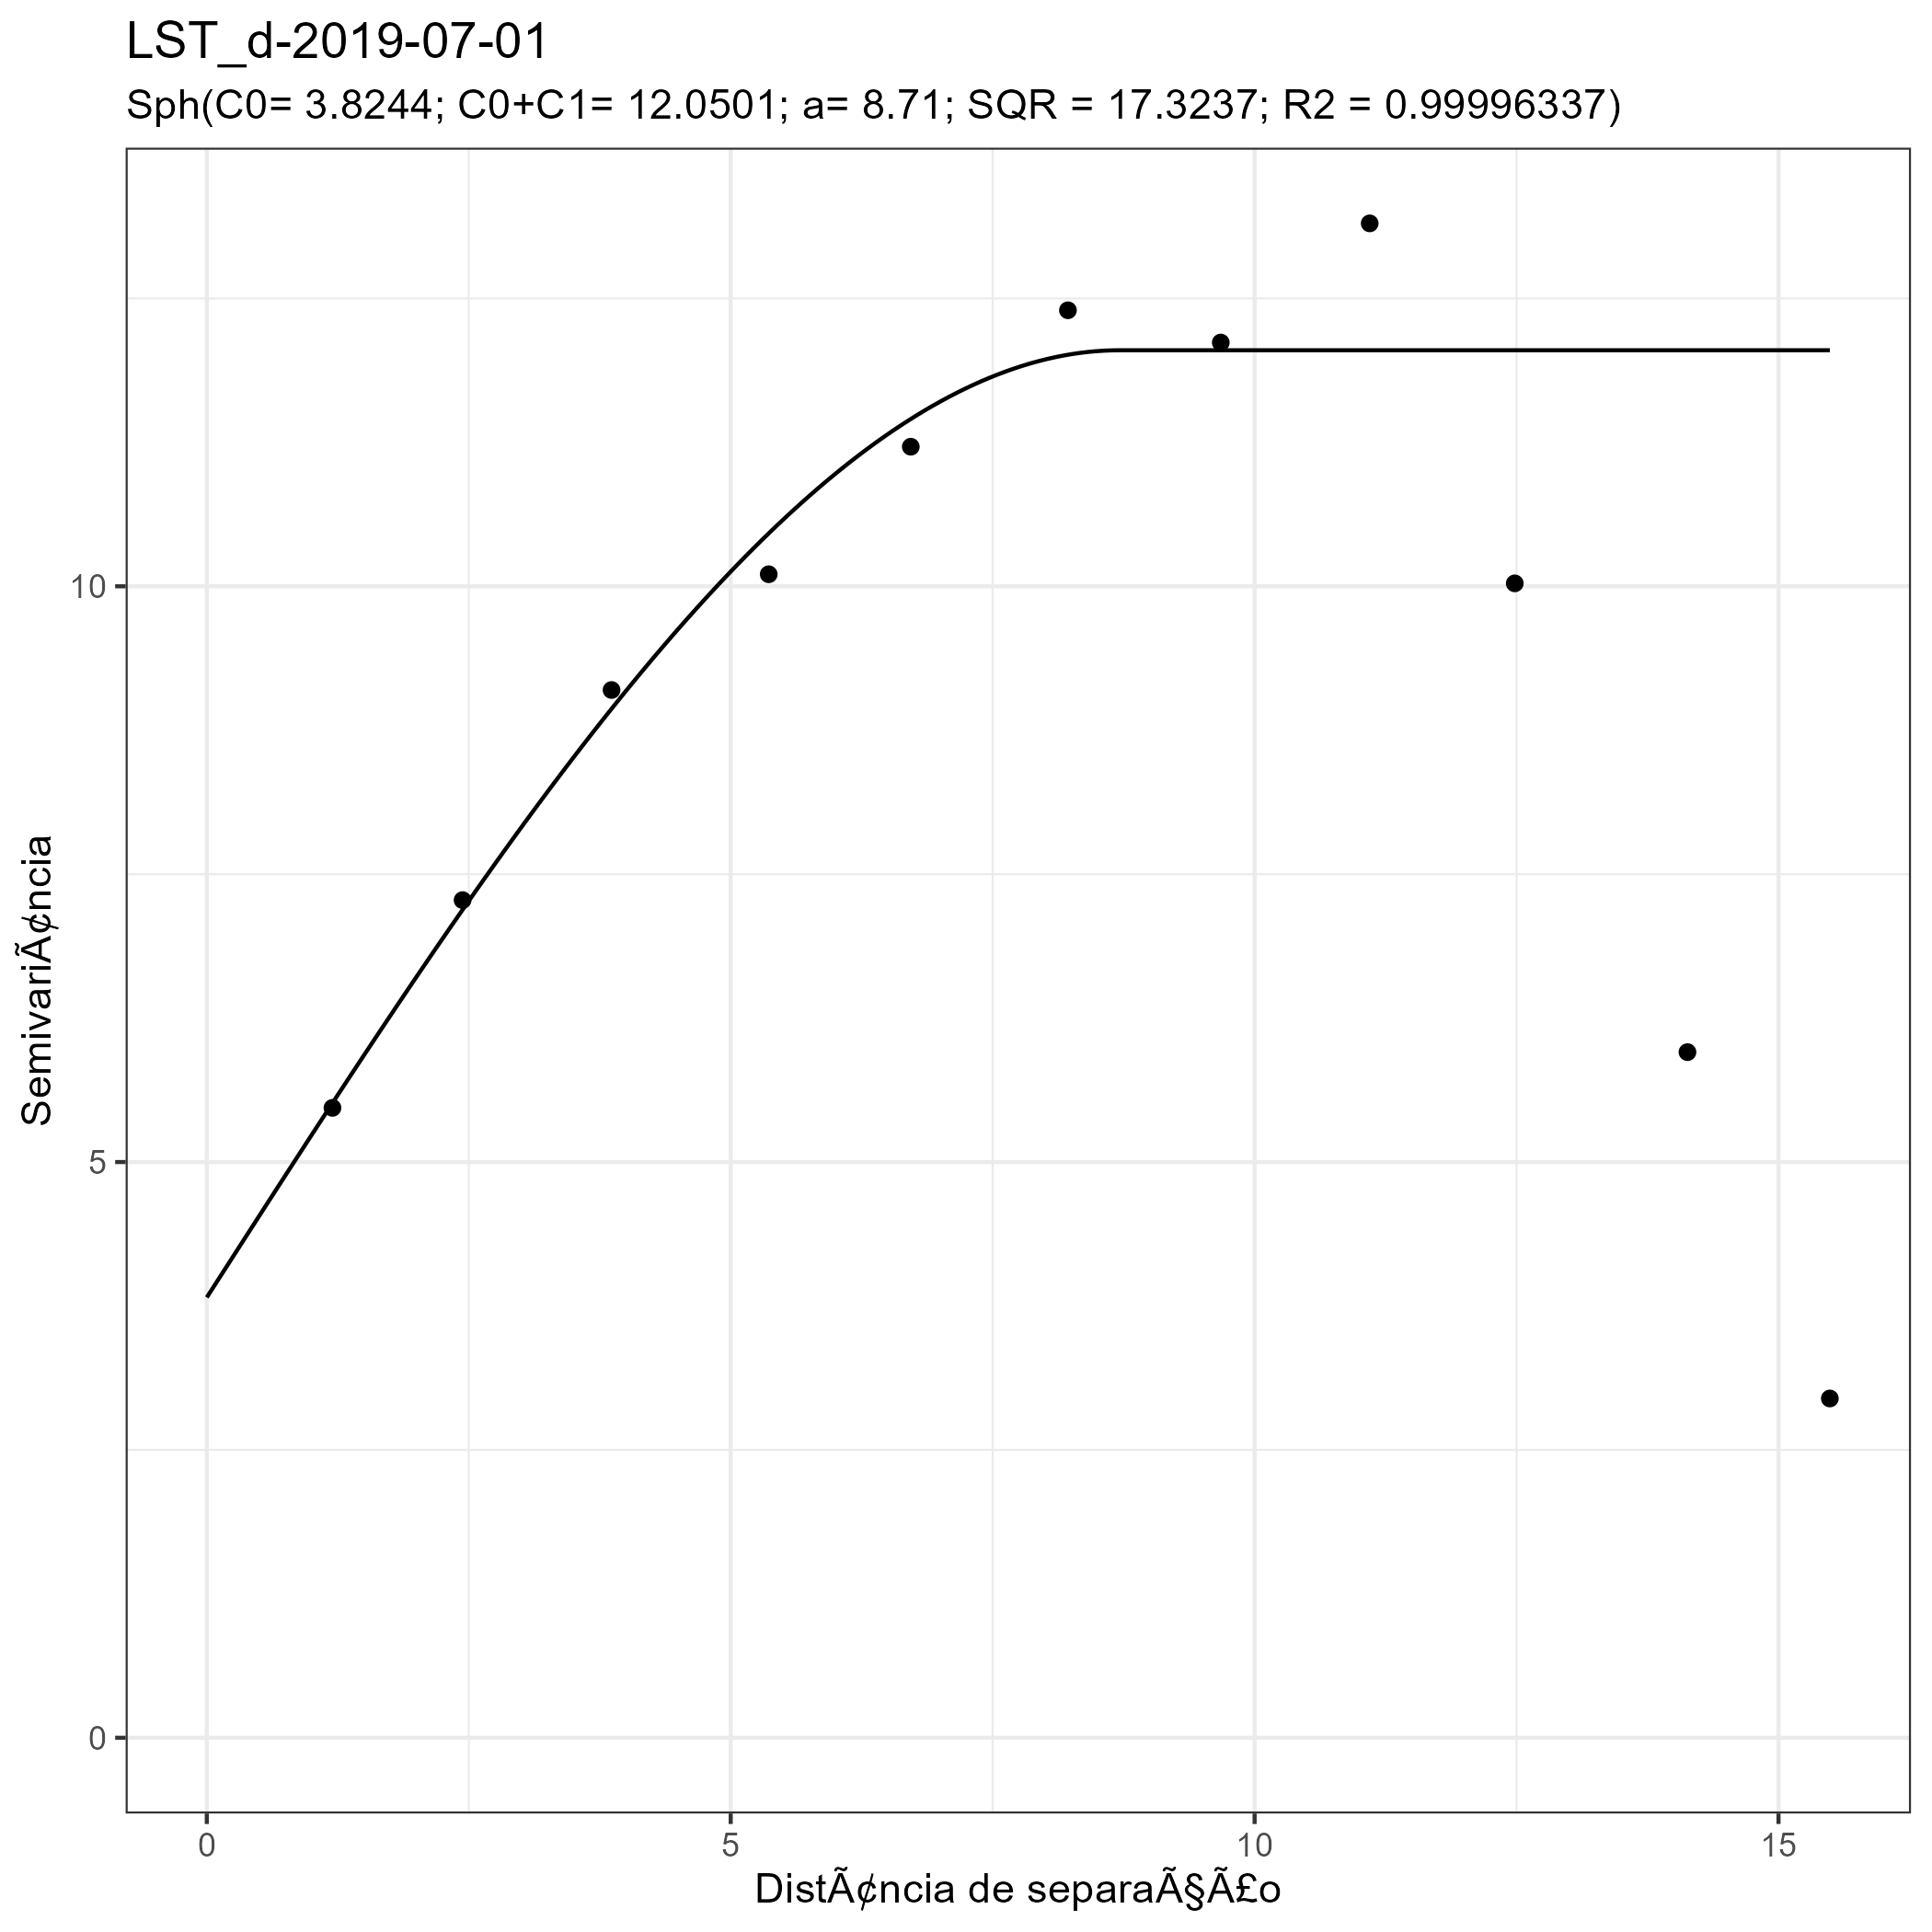 LST_d-2019-07-01
Sph(C0= 3.8244; C0+C1= 12.0501; a= 8.71; SQR = 17.3237; R2 = 0.99996337)
SemivariÃ¢ncia
10
5
0
0
5
10
15
DistÃ¢ncia de separaÃ§Ã£o